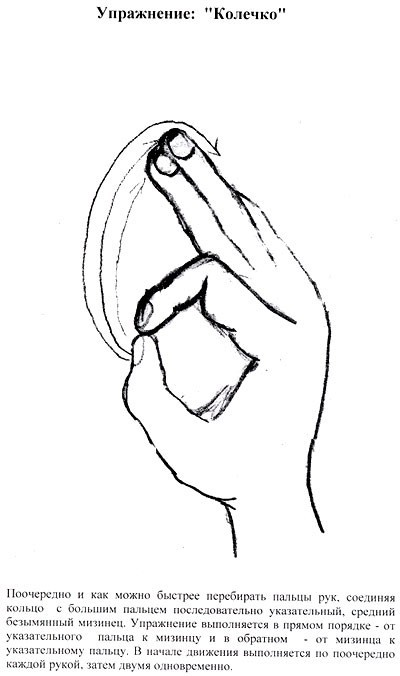 Упражнение: "Колечко"
Поочередно и как можно быстрее перебирать пальцы рук, соединяя
кольцо с большим пальцем последовательно указательный, средний
безымянный мизинец. Упражнение выполняется в прямом порядке - от
указательного пальца к мизинцу и в обратном - от мизинца к
указательному пальцу. В начале движения выполняется по поочередно
каждой рукой, затем двумя одновременно.